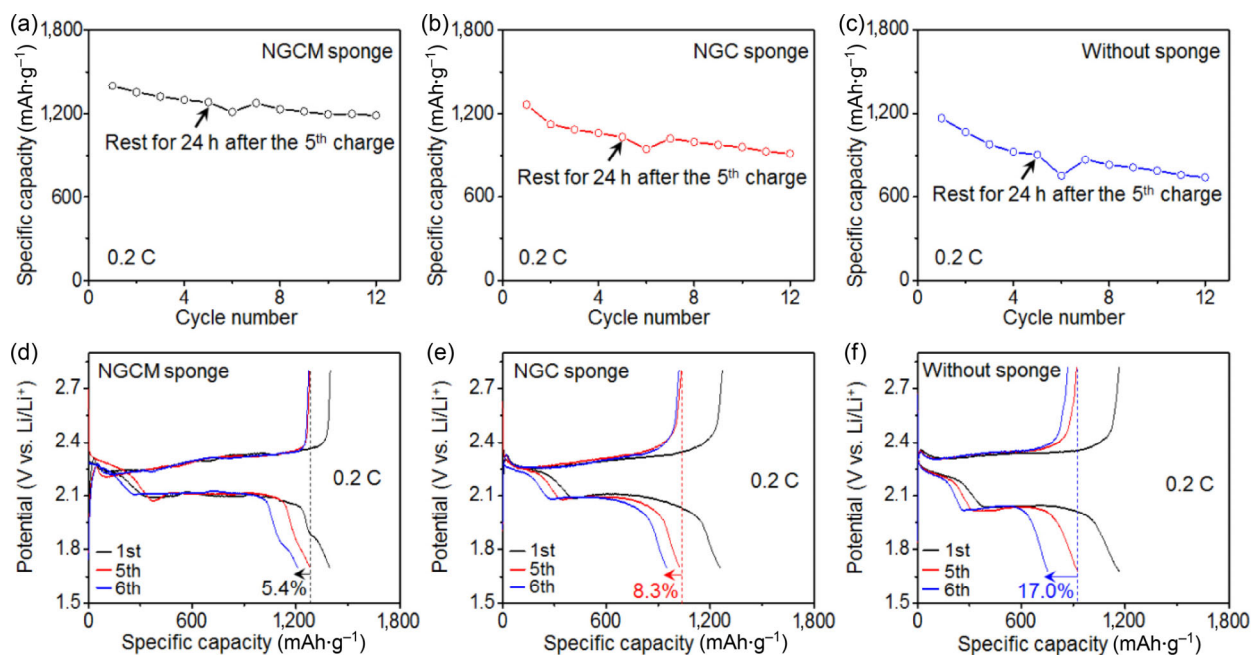 (a)
1,800
1,200
600
0
Specific capacity (mAh·g⁻¹)
NGCM sponge
Rest for 24 h after the 5ᵗʰ charge
0.2 C
0 4 8 12
Cycle number
(b)
1,800
1,200
600
0
Specific capacity (mAh·g⁻¹)
NGC sponge
Rest for 24 h after the 5ᵗʰ charge
0.2 C
0 4 8 12
Cycle number
(c)
1,800
1,200
600
0
Specific capacity (mAh·g⁻¹)
Without sponge
Rest for 24 h after the 5ᵗʰ charge
0.2 C
0 4 8 12
Cycle number
(d)
2.7
2.4
2.1
1.8
1.5
Potential (V vs. Li/Li⁺)
NGCM sponge
0.2 C
1st
5th
6th
5.4%
0 600 1,200 1,800
Specific capacity (mAh·g⁻¹)
(e)
2.7
2.4
2.1
1.8
1.5
Potential (V vs. Li/Li⁺)
NGC sponge
0.2 C
1st
5th
6th
8.3%
0 600 1,200 1,800
Specific capacity (mAh·g⁻¹)
(f)
2.7
2.4
2.1
1.8
1.5
Potential (V vs. Li/Li⁺)
Without sponge
0.2 C
1st
5th
6th
17.0%
0 600 1,200 1,800
Specific capacity (mAh·g⁻¹)